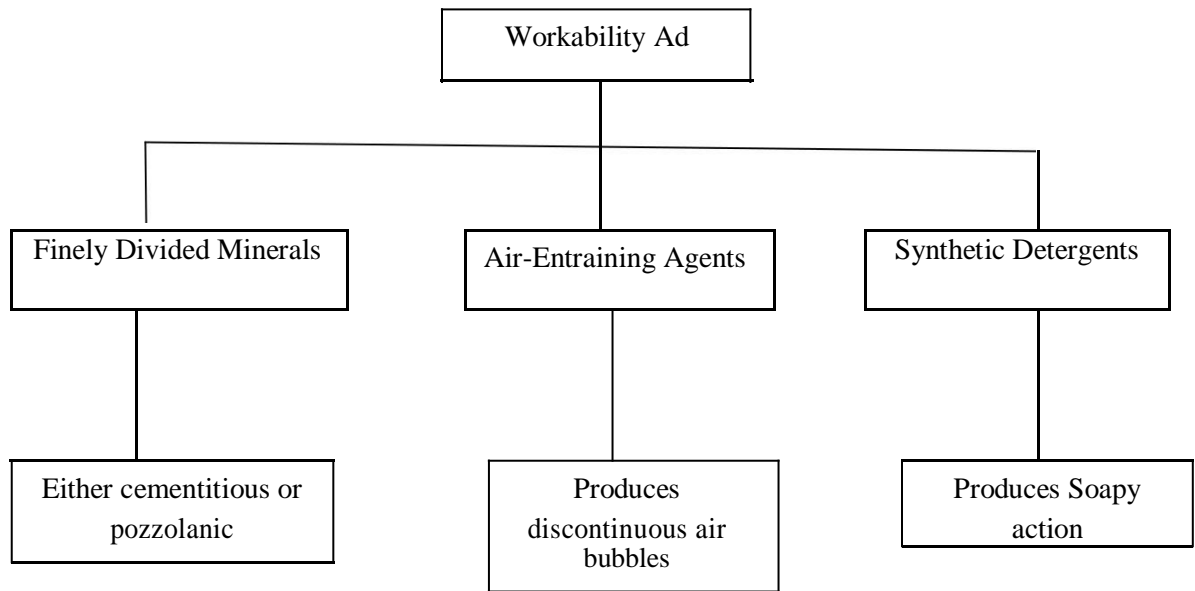 Workability Ad
Finely Divided Minerals
Air-Entraining Agents
Synthetic Detergents
Either cementitious or
pozzolanic
Produces
discontinuous air
bubbles
Produces Soapy
action